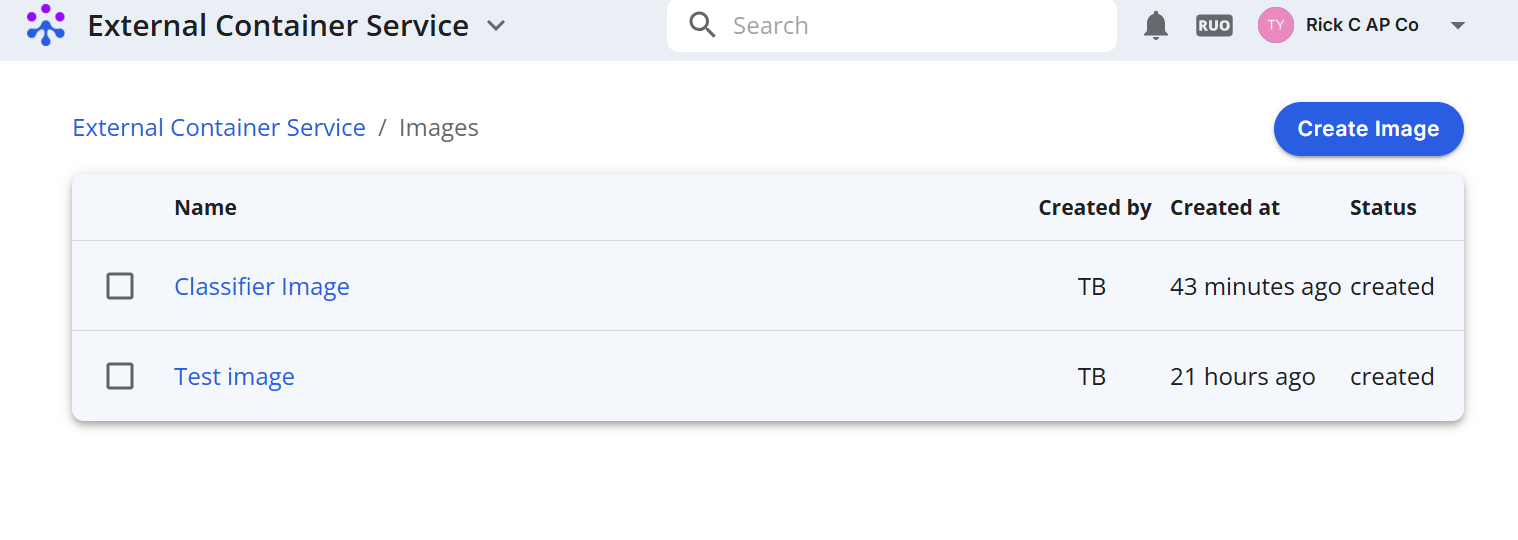 External Container Service
Search
RUO
TY
Rick C AP Co
External Container Service / Images
Create Image
Name Created by Created at Status
Classifier Image TB 43 minutes ago created
Test image TB 21 hours ago created